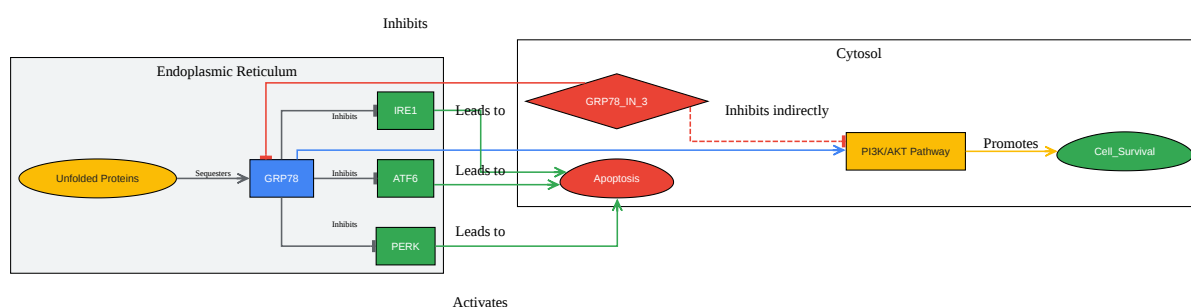 Inhibits
Endoplasmic Reticulum
Cytosol
GRP78_IN_3
IRE1
Leads to
Inhibits indirectly
Inhibits
PI3K/AKT Pathway
Promotes
Cell_Survival
Unfolded Proteins
Sequesters
GRP78
Inhibits
ATF6
Leads to
Apoptosis
Inhibits
PERK
Leads to
Activates